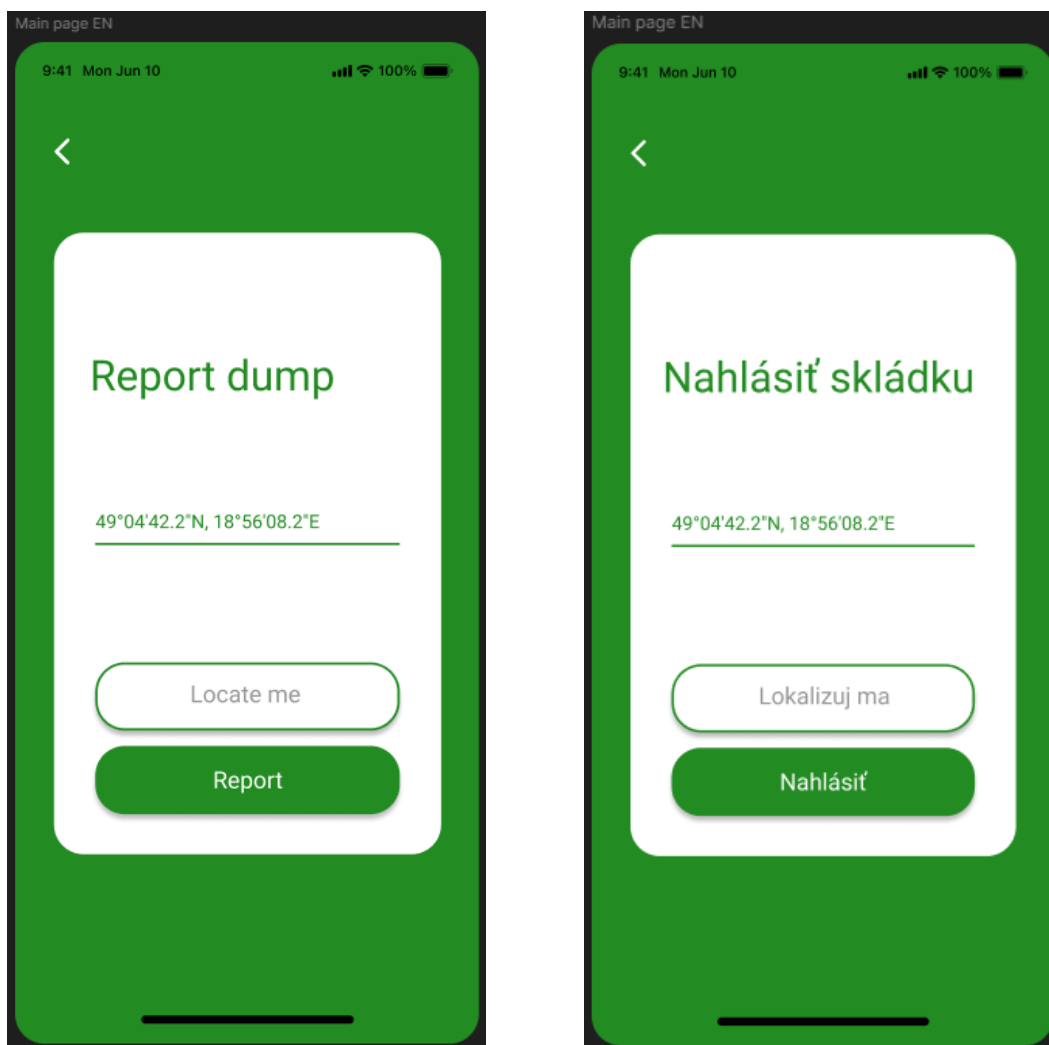 Main page EN
9:41 Mon Jun 10
100%
Report dump
49°04'42.2"N, 18°56'08.2"E
Locate me
Report
Main page EN
9:41 Mon Jun 10
100%
Nahlásiť skládku
49°04'42.2"N, 18°56'08.2"E
Lokalizuj ma
Nahlásiť